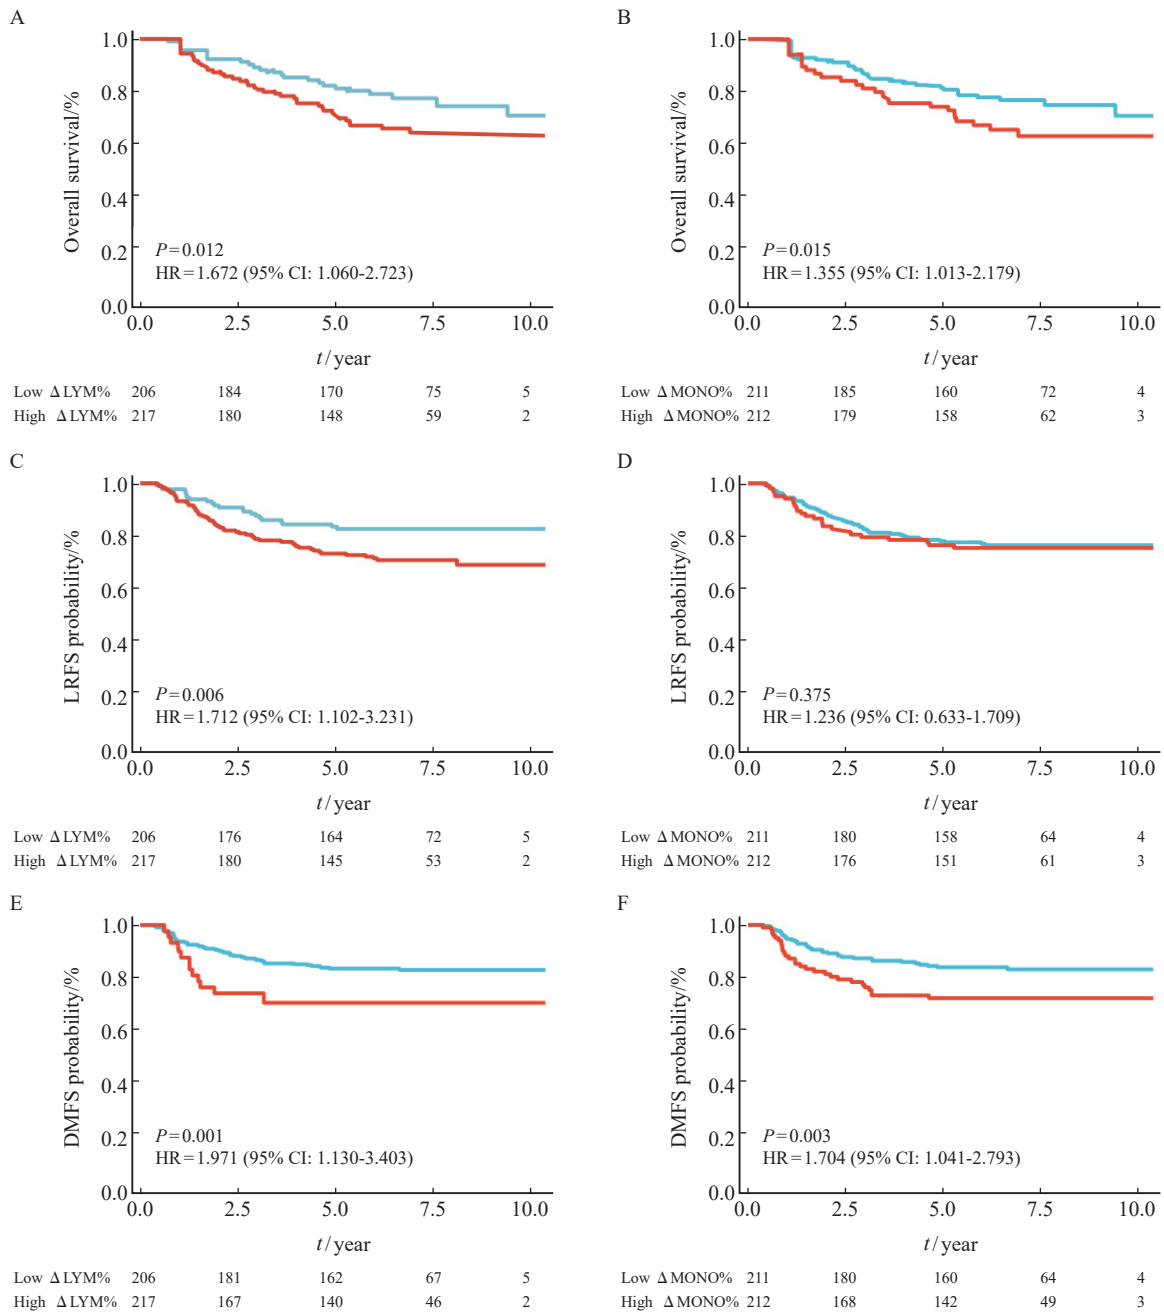 A
1.0
0.8
0.6
0.4
0.2
0.0
Overall survival/%
P=0.012
HR=1.672 (95% CI: 1.060-2.723)
0.0 2.5 5.0 7.5 10.0
t/year
Low ΔLYM% 206 184 170 75 5
High ΔLYM% 217 180 148 59 2
B
1.0
0.8
0.6
0.4
0.2
0.0
Overall survival/%
P=0.015
HR=1.355 (95% CI: 1.013-2.179)
0.0 2.5 5.0 7.5 10.0
t/year
Low ΔMONO% 211 185 160 72 4
High ΔMONO% 212 179 158 62 3
C
1.0
0.8
0.6
0.4
0.2
0.0
LRFS probability/%
P=0.006
HR=1.712 (95% CI: 1.102-3.231)
0.0 2.5 5.0 7.5 10.0
t/year
Low ΔLYM% 206 176 164 72 5
High ΔLYM% 217 180 145 53 2
D
1.0
0.8
0.6
0.4
0.2
0.0
LRFS probability/%
P=0.375
HR=1.236 (95% CI: 0.633-1.709)
0.0 2.5 5.0 7.5 10.0
t/year
Low ΔMONO% 211 180 158 64 4
High ΔMONO% 212 176 151 61 3
E
1.0
0.8
0.6
0.4
0.2
0.0
DMFS probability/%
P=0.001
HR=1.971 (95% CI: 1.130-3.403)
0.0 2.5 5.0 7.5 10.0
t/year
Low ΔLYM% 206 181 162 67 5
High ΔLYM% 217 167 140 46 2
F
1.0
0.8
0.6
0.4
0.2
0.0
DMFS probability/%
P=0.003
HR=1.704 (95% CI: 1.041-2.793)
0.0 2.5 5.0 7.5 10.0
t/year
Low ΔMONO% 211 180 160 64 4
High ΔMONO% 212 168 142 49 3